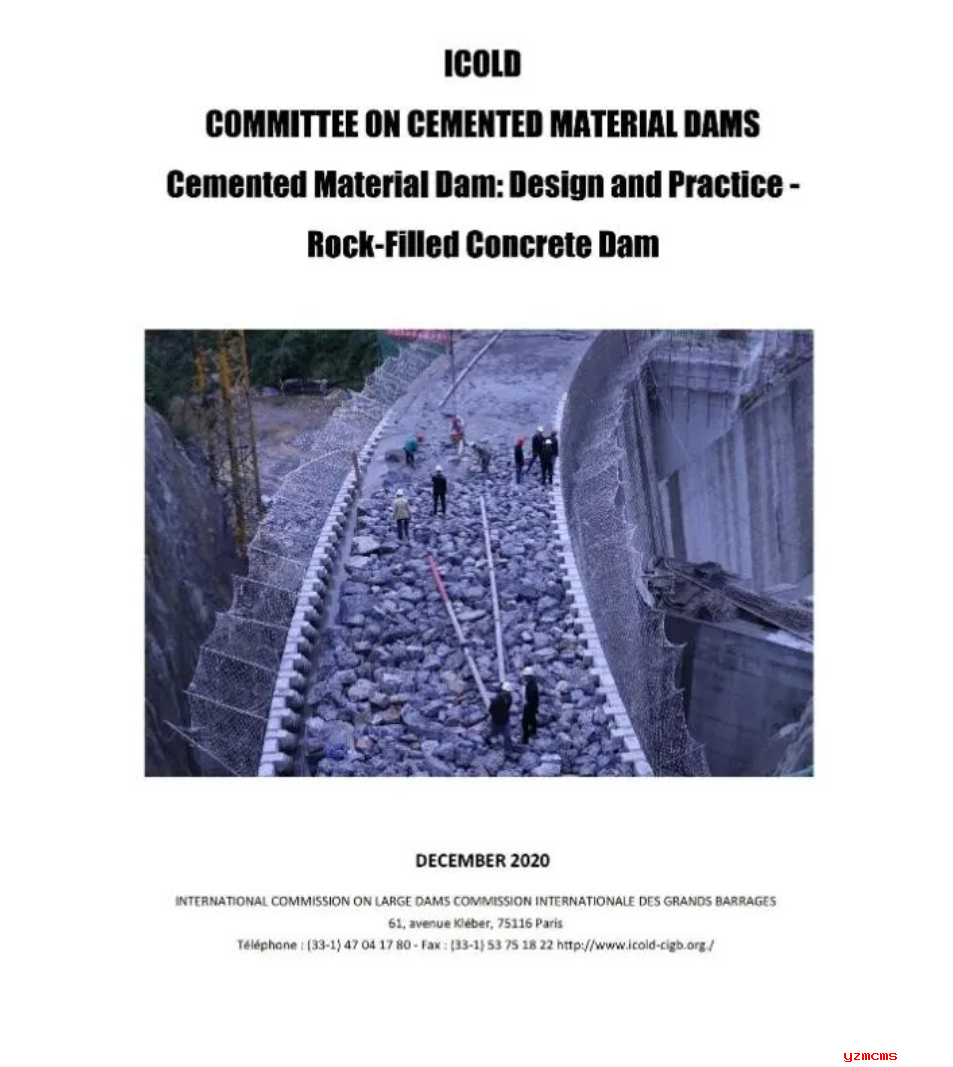 ICOLD
COMMITTEE ON CEMENTED MATERIAL DAMS
Cemented Material Dam: Design and Practice -
Rock-Filled Concrete Dam
DECEMBER 2020
INTERNATIONAL COMMISSION ON LARGE DAMS COMMISSION INTERNATIONALE DES GRANDS BARRAGES
61, avenue Kléber, 75116 Paris
Téléphone : (33-1) 47 04 17 80 - Fax : (33-1) 53 75 18 22 http://www.icold-cigb.org./
yzmcms